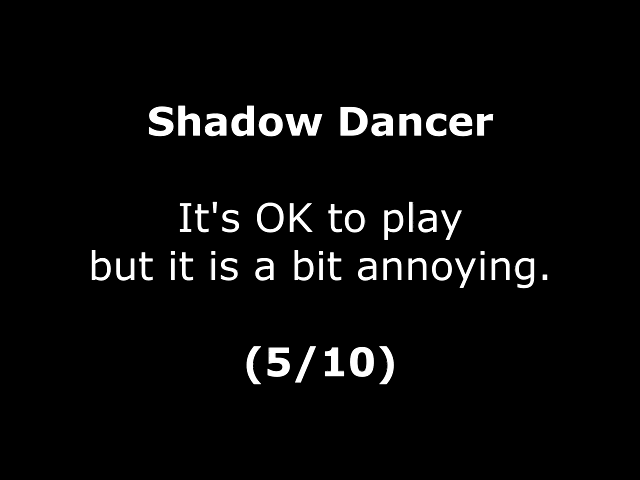 Shadow Dancer
It's OK to play
but it is a bit annoying.
(5/10)